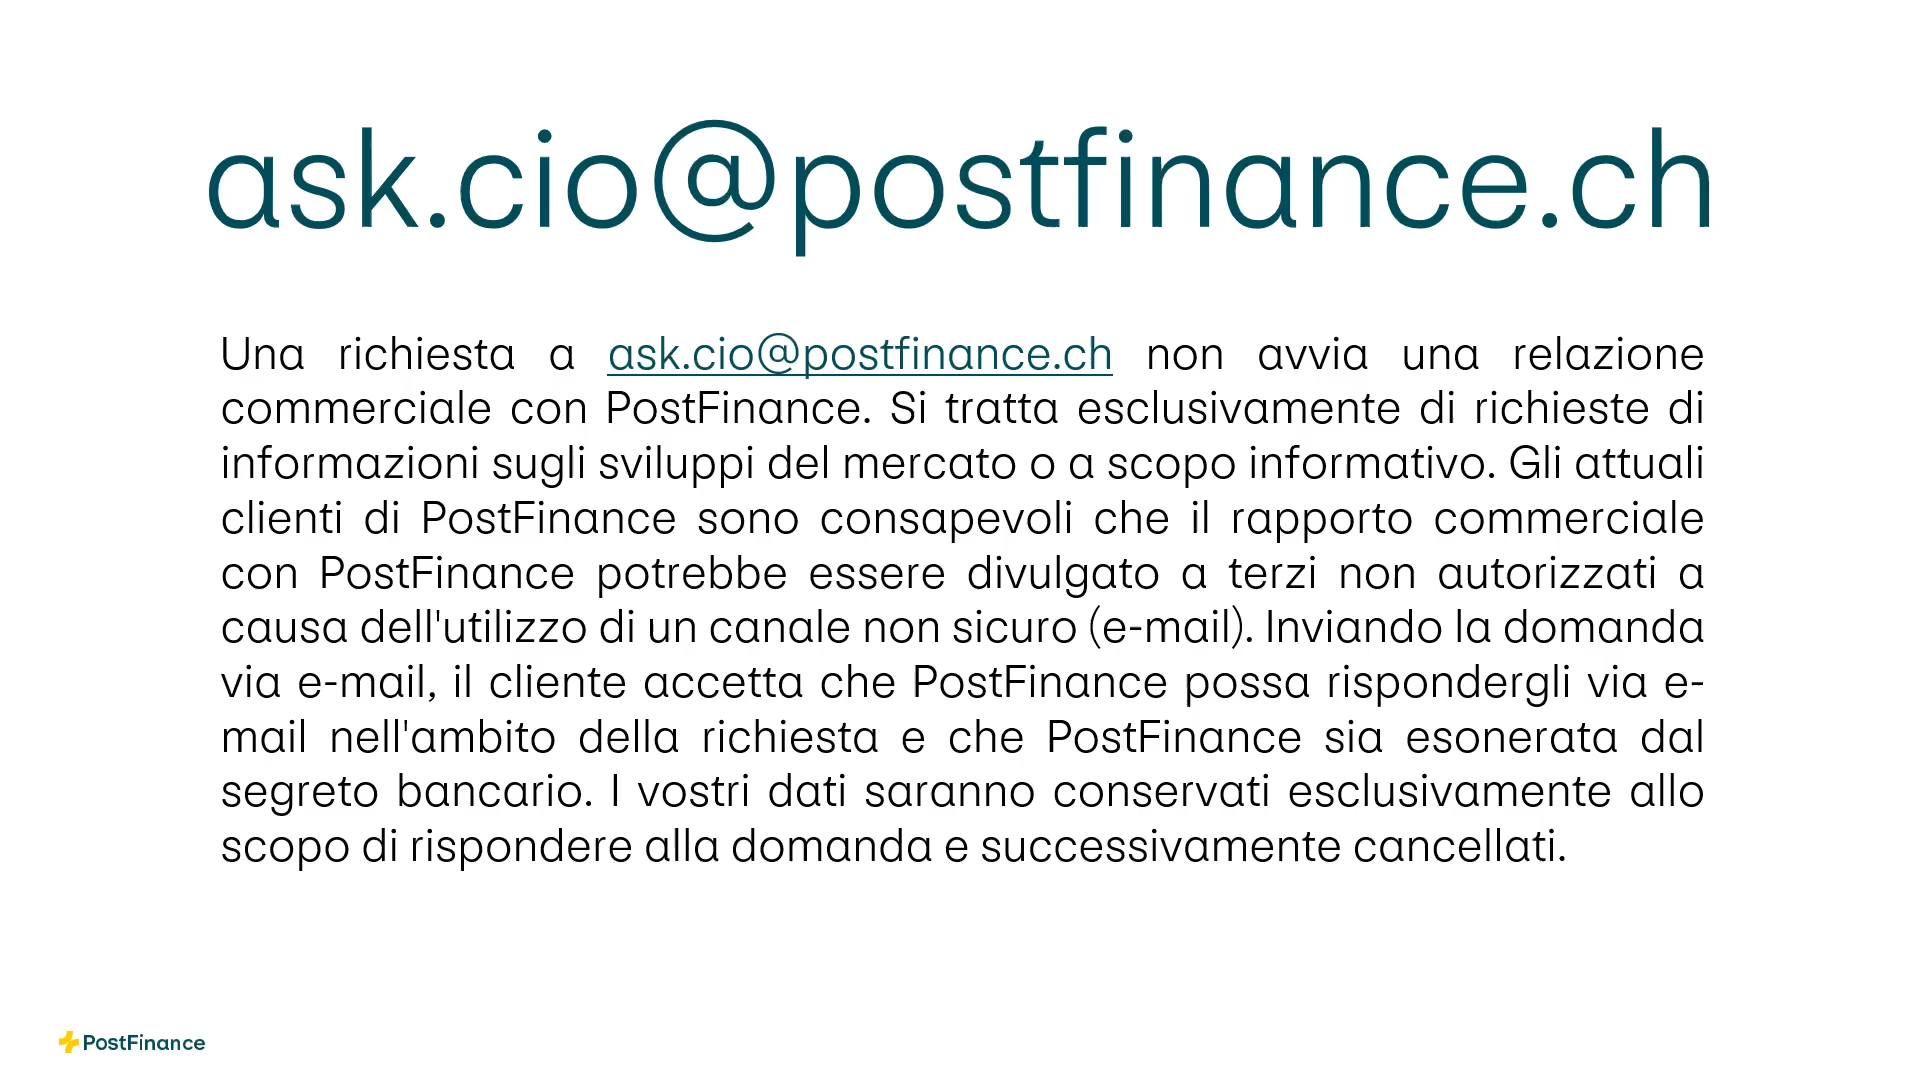 ask.cio@postfinance.ch
Una richiesta a ask.cio@postfinance.ch non avvia una relazione
commerciale con PostFinance. Si tratta esclusivamente di richieste di
informazioni sugli sviluppi del mercato o a scopo informativo. Gli attuali
clienti di PostFinance sono consapevoli che il rapporto commerciale
con PostFinance potrebbe essere divulgato a terzi non autorizzati a
causa dell'utilizzo di un canale non sicuro (e-mail). Inviando la domanda
via e-mail, il cliente accetta che PostFinance possa rispondergli via e-
mail nell'ambito della richiesta e che PostFinance sia esonerata dal
segreto bancario. I vostri dati saranno conservati esclusivamente allo
scopo di rispondere alla domanda e successivamente cancellati.
PostFinance